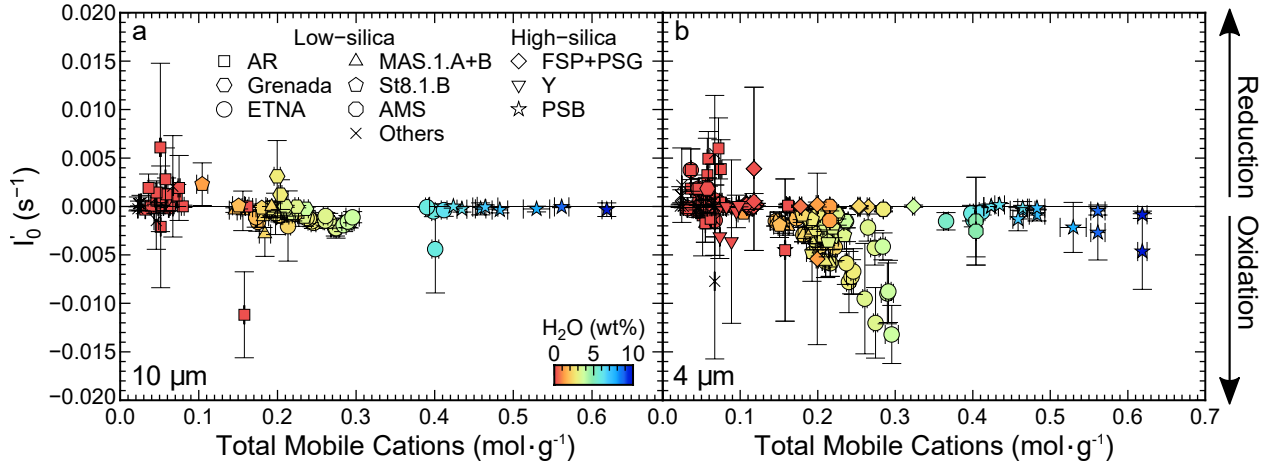 a
Low−silica High−silica
AR MAS.1.A+B FSP+PSG
Grenada St8.1.B Y
ETNA AMS PSB
Others
H₂O (wt%)
0 5 10
10 µm
0.020
0.015
0.010
0.005
0.000
−0.005
−0.010
−0.015
−0.020
I′₀ (s⁻¹)
0.0 0.1 0.2 0.3 0.4 0.5 0.6
Total Mobile Cations (mol·g⁻¹)
b
4 µm
0.0 0.1 0.2 0.3 0.4 0.5 0.6 0.7
Total Mobile Cations (mol·g⁻¹)
Reduction
Oxidation